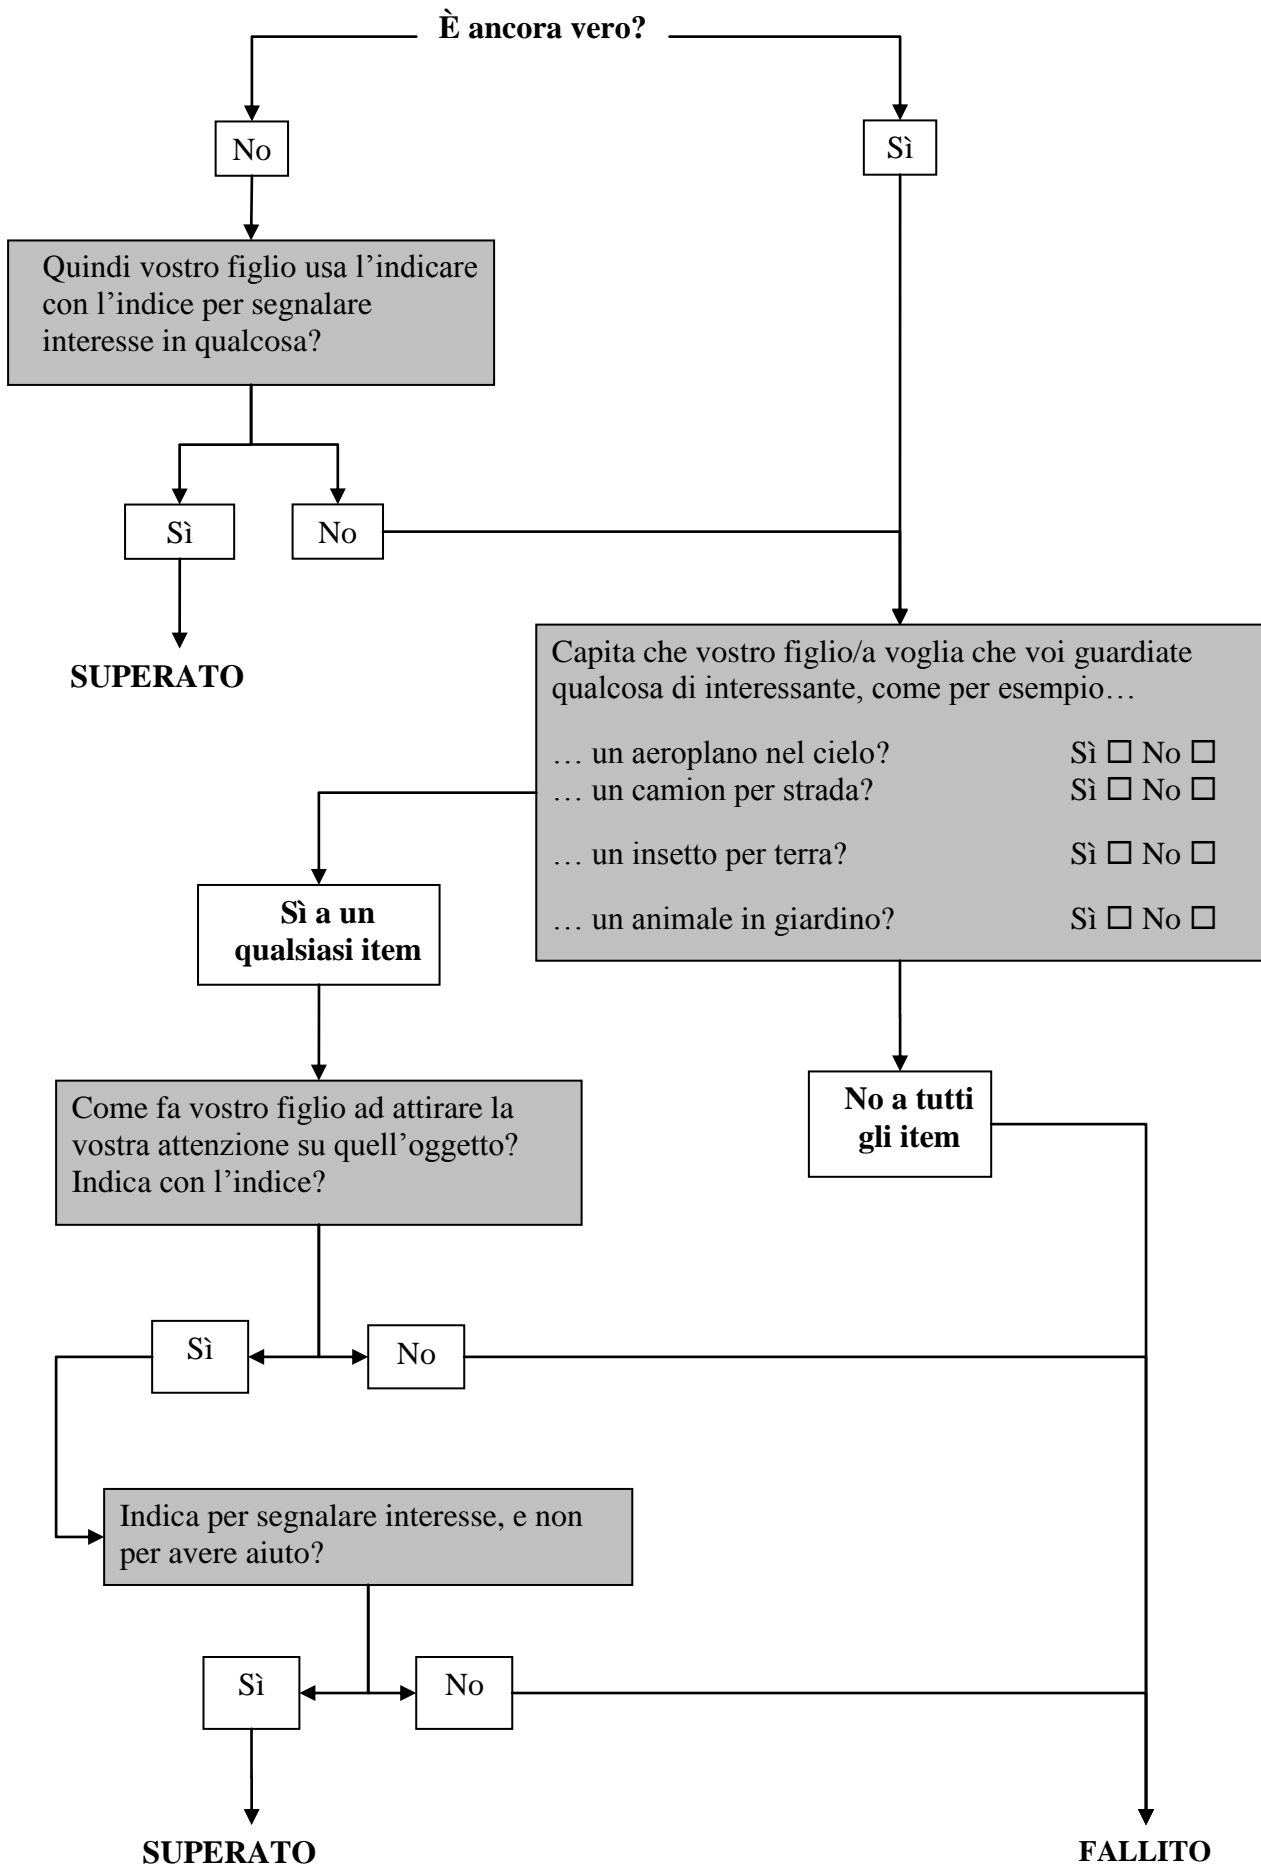 È ancora vero?
No
Sì
Quindi vostro figlio usa l’indicare
con l’indice per segnalare
interesse in qualcosa?
Sì
No
SUPERATO
Capita che vostro figlio/a voglia che voi guardiate
qualcosa di interessante, come per esempio…
… un aeroplano nel cielo? Sì ☐ No ☐
… un camion per strada? Sì ☐ No ☐
… un insetto per terra? Sì ☐ No ☐
… un animale in giardino? Sì ☐ No ☐
Sì a un
qualsiasi item
No a tutti
gli item
Come fa vostro figlio ad attirare la
vostra attenzione su quell’oggetto?
Indica con l’indice?
Sì
No
Indica per segnalare interesse, e non
per avere aiuto?
Sì
No
SUPERATO
FALLITO